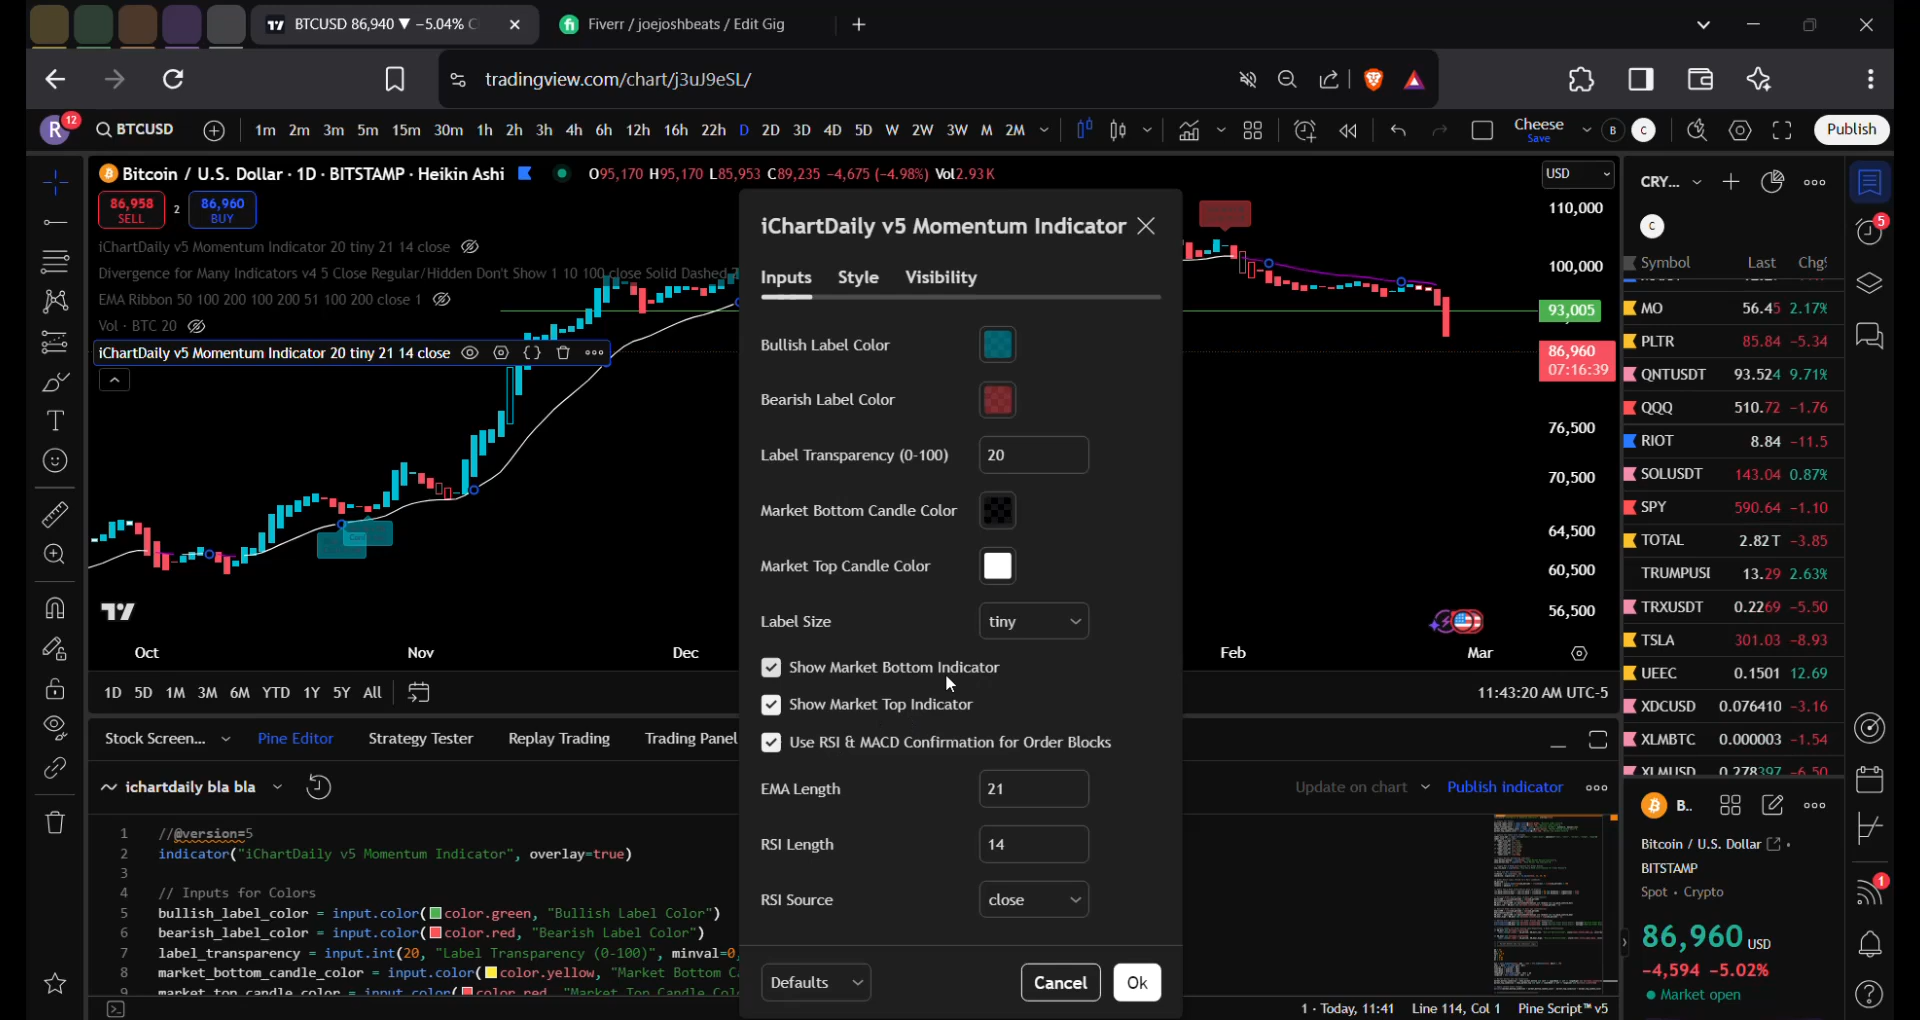 BTCUSD 86,940 ▼ −5.04%
Fiverr / joejoshbeats / Edit Gig
tradingview.com/chart/j3uJ9eSL/
R 12
BTCUSD
1m 2m 3m 5m 15m 30m 1h 2h 3h 4h 6h 12h 16h 22h D 2D 3D 4D 5D W 2W 3W M 2M
Cheese
Save
B C
Publish
Bitcoin / U.S. Dollar · 1D · BITSTAMP · Heikin Ashi
O95,170 H95,170 L85,953 C89,235 −4,675 (−4.98%) Vol2.93K
86,958
SELL
2
86,960
BUY
iChartDaily v5 Momentum Indicator 20 tiny 21 14 close
Divergence for Many Indicators v4 5 Close Regular/Hidden Don't Show 1 10 100 close Solid Dashed
EMA Ribbon 50 100 200 100 200 51 100 200 close 1
Vol · BTC 20
iChartDaily v5 Momentum Indicator 20 tiny 21 14 close
USD
110,000
100,000
93,005
86,960
07:16:39
76,500
70,500
64,500
60,500
56,500
Oct Nov Dec Feb Mar
1D 5D 1M 3M 6M YTD 1Y 5Y All
11:43:20 AM UTC-5
iChartDaily v5 Momentum Indicator
Inputs Style Visibility
Bullish Label Color
Bearish Label Color
Label Transparency (0-100) 20
Market Bottom Candle Color
Market Top Candle Color
Label Size tiny
Show Market Bottom Indicator
Show Market Top Indicator
Use RSI & MACD Confirmation for Order Blocks
EMA Length 21
RSI Length 14
RSI Source close
Defaults Cancel Ok
Stock Screen... Pine Editor Strategy Tester Replay Trading Trading Panel
ichartdaily bla bla
Update on chart Publish indicator
1 //@version=5
2 indicator("iChartDaily v5 Momentum Indicator", overlay=true)
3
4 // Inputs for Colors
5 bullish_label_color = input.color(color.green, "Bullish Label Color")
6 bearish_label_color = input.color(color.red, "Bearish Label Color")
7 label_transparency = input.int(20, "Label Transparency (0-100)", minval=0,
8 market_bottom_candle_color = input.color(color.yellow, "Market Bottom C
9 market_top_candle_color = input.color(color.red, "Market Top Candle Col
1 · Today, 11:41 Line 114, Col 1 Pine Script™ v5
CRY...
C
5
Symbol Last Chg
MO 56.45 2.17%
PLTR 85.84 −5.34
QNTUSDT 93.524 9.71%
QQQ 510.72 −1.76
RIOT 8.84 −11.5
SOLUSDT 143.04 0.87%
SPY 590.64 −1.10
TOTAL 2.82T −3.85
TRUMPUSI 13.29 2.63%
TRXUSDT 0.2269 −5.50
TSLA 301.03 −8.93
UEEC 0.1501 12.69
XDCUSD 0.076410 −3.16
XLMBTC 0.000003 −1.54
XLMUSD 0.278397 −6.50
B..
Bitcoin / U.S. Dollar
BITSTAMP
Spot · Crypto
86,960 USD
−4,594 −5.02%
Market open
1